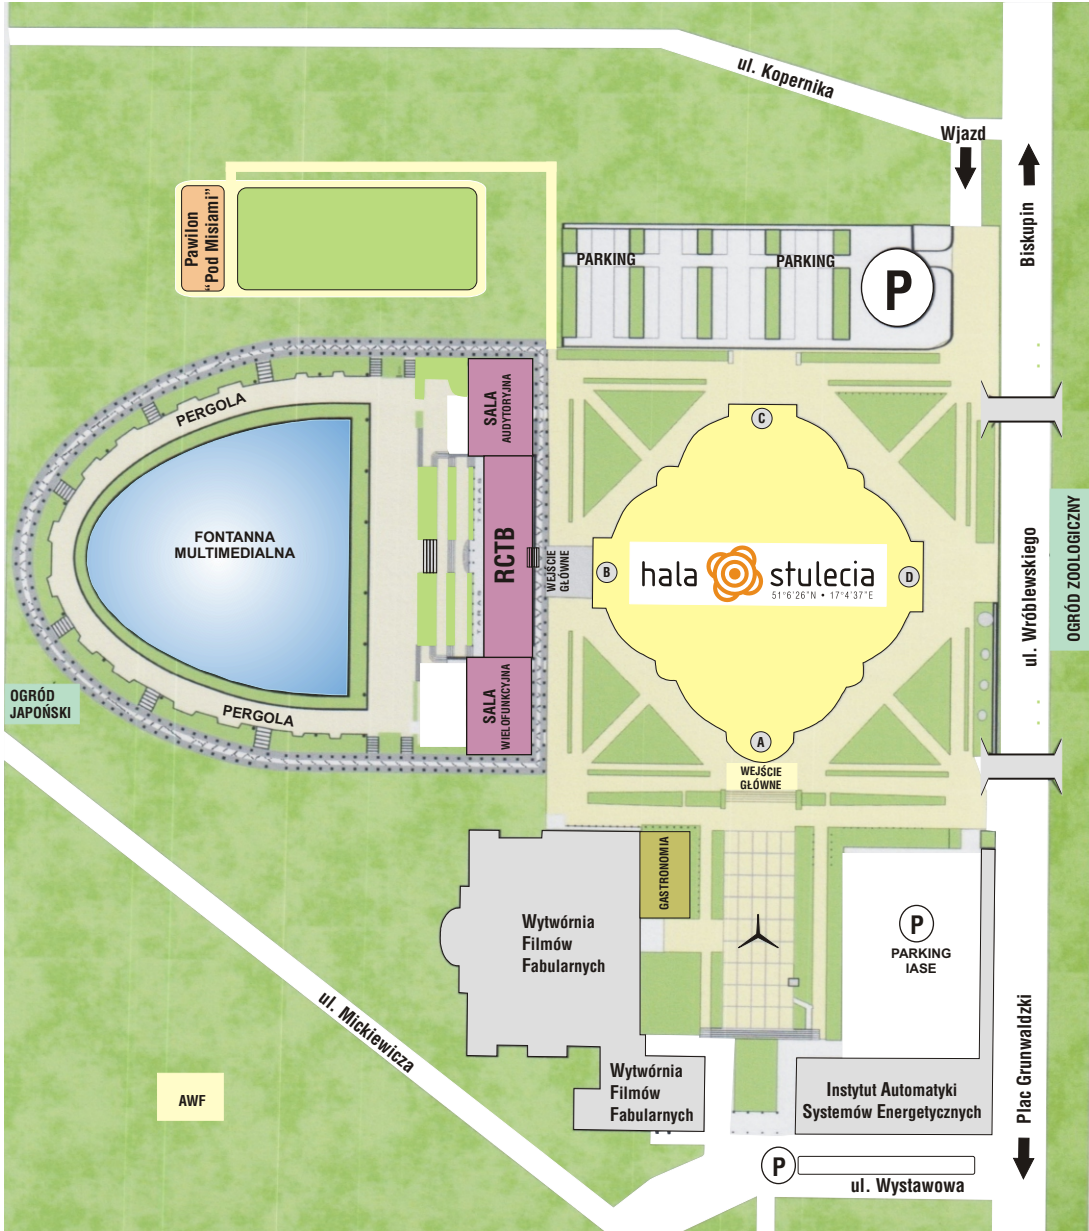 ul. Kopernika
Wjazd
Biskupin
Pawilon
"Pod Misiami"
PARKING
PARKING
P
PERGOLA
SALA
AUDYTORYJNA
C
FONTANNA
MULTIMEDIALNA
RCTB
WEJŚCIE
GŁÓWNE
B
hala stulecia
51°6'26"N • 17°4'37"E
D
ul. Wróblewskiego
OGRÓD ZOOLOGICZNY
OGRÓD
JAPOŃSKI
PERGOLA
SALA
WIELOFUNKCYJNA
A
WEJŚCIE
GŁÓWNE
GASTRONOMIA
Wytwórnia
Filmów
Fabularnych
P
PARKING
IASE
ul. Mickiewicza
Plac Grunwaldzki
AWF
Wytwórnia
Filmów
Fabularnych
Instytut Automatyki
Systemów Energetycznych
P
ul. Wystawowa